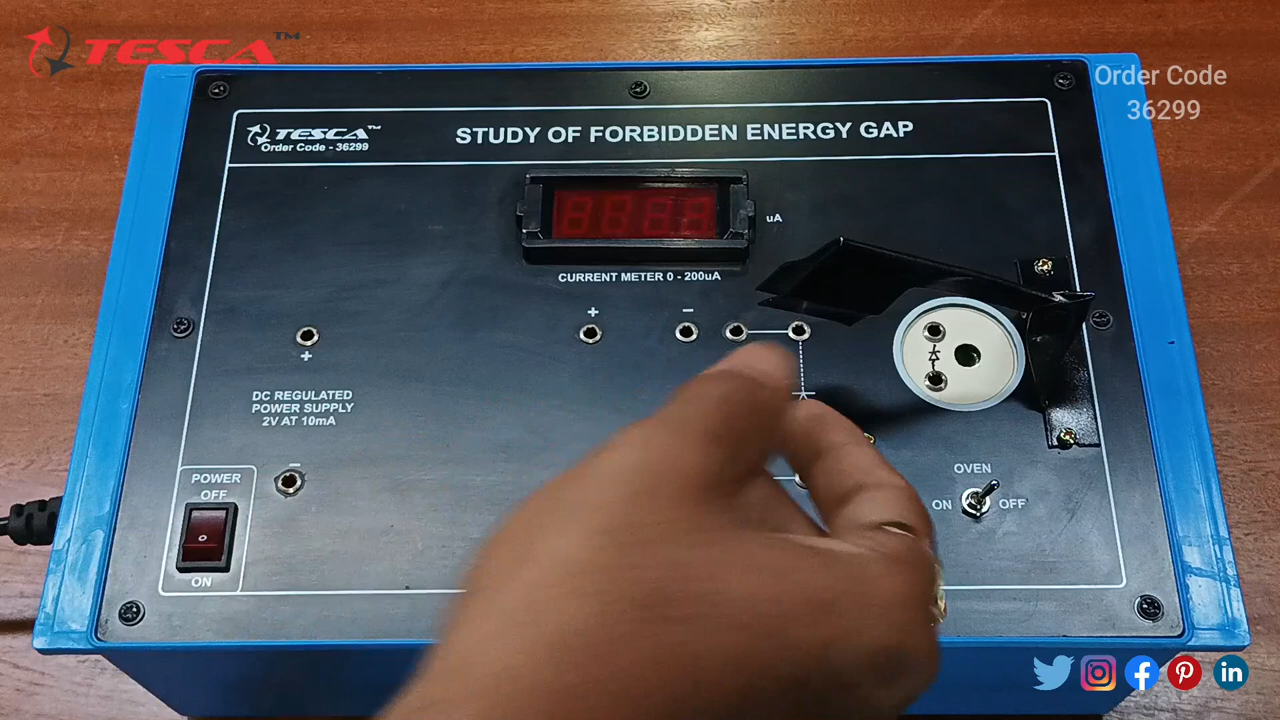 TESCA™
Order Code
36299
TESCA™
Order Code - 36299
STUDY OF FORBIDDEN ENERGY GAP
uA
CURRENT METER 0 - 200uA
+
−
+
DC REGULATED
POWER SUPPLY
2V AT 10mA
−
POWER
OFF
ON
OVEN
ON
OFF
in